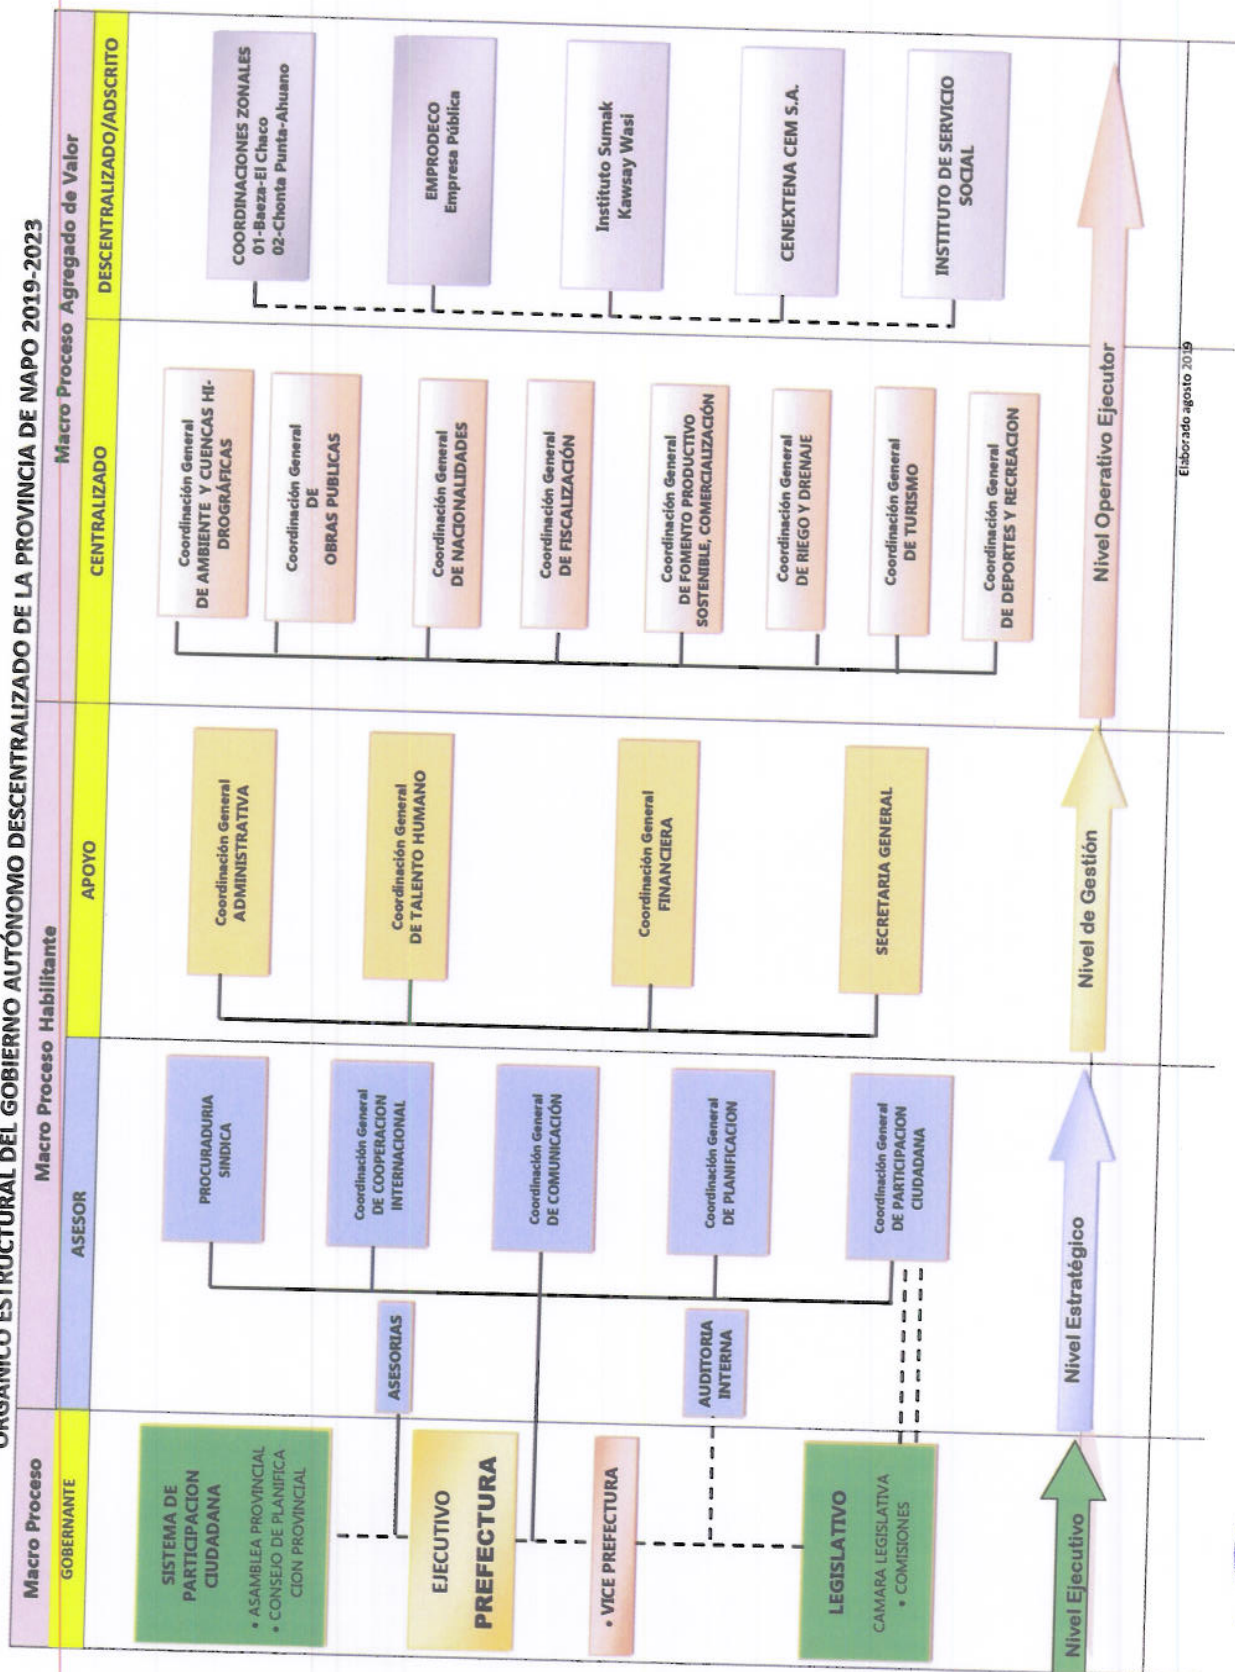 ORGÁNICO ESTRUCTURAL DEL GOBIERNO AUTÓNOMO DESCENTRALIZADO DE LA PROVINCIA DE NAPO 2019-2023
Macro Proceso
Macro Proceso Habilitante
Macro Proceso Agregado de Valor
GOBERNANTE
ASESOR
APOYO
CENTRALIZADO
DESCENTRALIZADO/ADSCRITO
SISTEMA DE
PARTICIPACION
CIUDADANA
• ASAMBLEA PROVINCIAL
• CONSEJO DE PLANIFICA
CION PROVINCIAL
EJECUTIVO
PREFECTURA
• VICE PREFECTURA
LEGISLATIVO
CAMARA LEGISLATIVA
• COMISIONES
ASESORIAS
AUDITORIA
INTERNA
PROCURADURIA
SINDICA
Coordinación General
DE COOPERACION
INTERNACIONAL
Coordinación General
DE COMUNICACIÓN
Coordinación General
DE PLANIFICACION
Coordinación General
DE PARTICIPACION
CIUDADANA
Coordinación General
ADMINISTRATIVA
Coordinación General
DE TALENTO HUMANO
Coordinación General
FINANCIERA
SECRETARIA GENERAL
Coordinación General
DE AMBIENTE Y CUENCAS HI-
DROGRÁFICAS
Coordinación General
DE
OBRAS PUBLICAS
Coordinación General
DE NACIONALIDADES
Coordinación General
DE FISCALIZACIÓN
Coordinación General
DE FOMENTO PRODUCTIVO
SOSTENIBLE, COMERCIALIZACIÓN
Coordinación General
DE RIEGO Y DRENAJE
Coordinación General
DE TURISMO
Coordinación General
DE DEPORTES Y RECREACION
COORDINACIONES ZONALES
01-Baeza-El Chaco
02-Chonta Punta-Ahuano
EMPRODECO
Empresa Pública
Instituto Sumak
Kawsay Wasi
CENEXTENA CEM S.A.
INSTITUTO DE SERVICIO
SOCIAL
Nivel Ejecutivo
Nivel Estratégico
Nivel de Gestión
Nivel Operativo Ejecutor
Elaborado agosto 2019